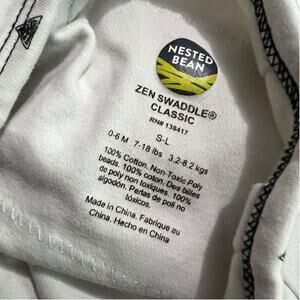 NESTED
BEAN
ZEN SWADDLE®
CLASSIC
RN# 138417
S-L
0-6 M 7-18 lbs 3.2-8.2 kgs
100% Cotton. Non-Toxic Poly
beads. 100% coton. Des billes
de poly non toxiques. 100%
algodón. Perlas de poli no
tóxicos.
Made in China. Fabriqué au
China. Hecho en China